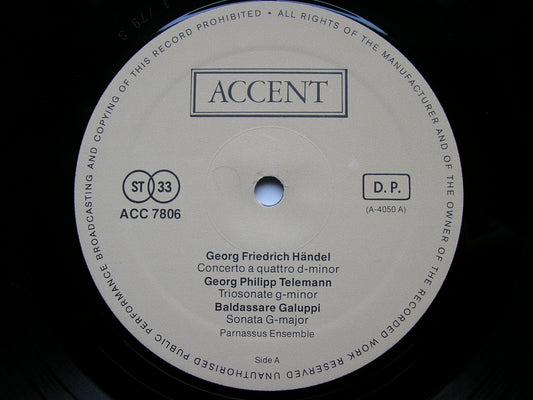 ALL RIGHTS OF THE MANUFACTURER AND OF THE OWNER OF THE RECORDED WORK RESERVED UNAUTHORISED PUBLIC PERFORMANCE BROADCASTING AND COPYING OF THIS RECORD PROHIBITED •
ACCENT
ST 33
ACC 7806
D. P.
(A-4050 A)
Georg Friedrich Händel
Concerto a quattro d-minor
Georg Philipp Telemann
Triosonate g-minor
Baldassare Galuppi
Sonata G-major
Parnassus Ensemble
Side A